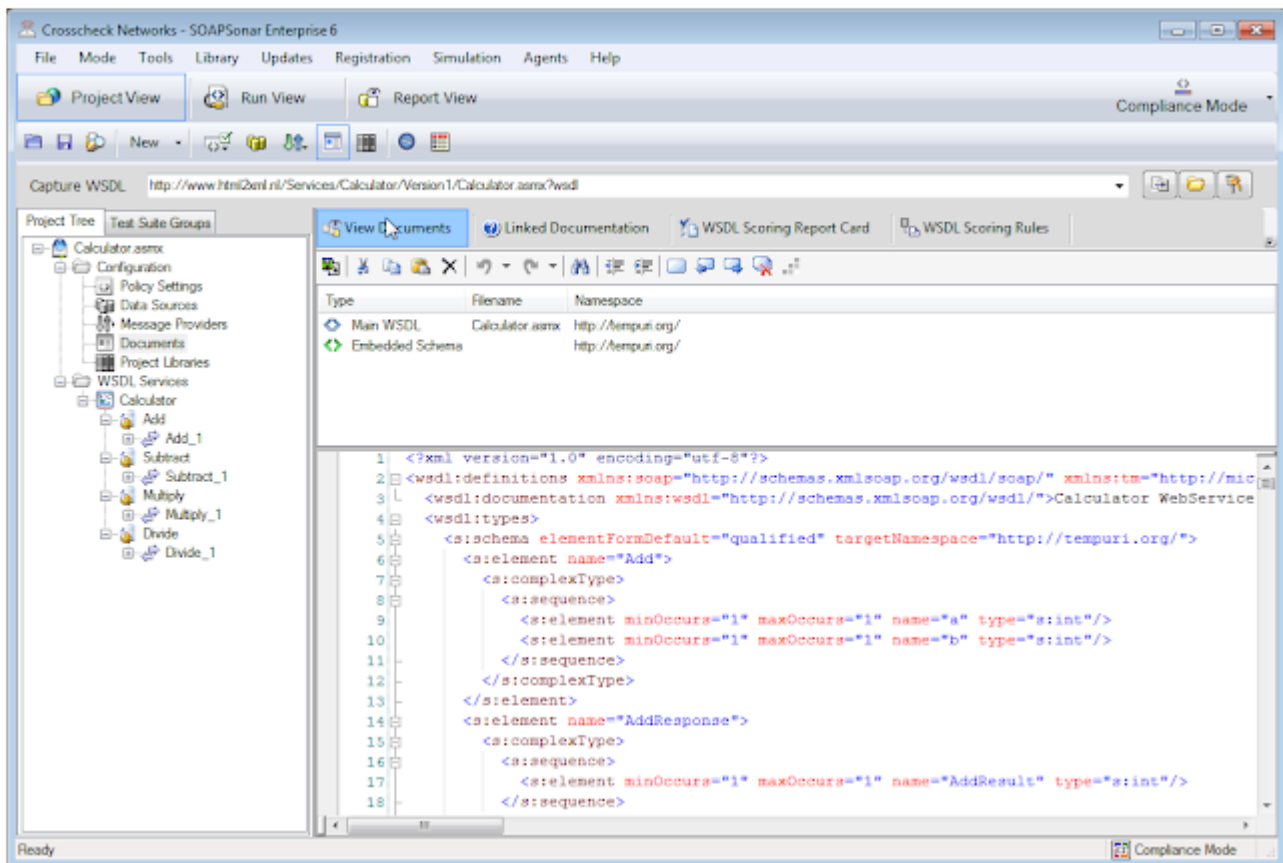 Crosscheck Networks - SOAPSonar Enterprise 6
File Mode Tools Library Updates Registration Simulation Agents Help
Project View Run View Report View Compliance Mode
New
Capture WSDL http://www.html2xml.nl/Services/Calculator/Version1/Calculator.asmx?wsdl
Project Tree Test Suite Groups
Calculator.asmx
Configuration
Policy Settings
Data Sources
Message Providers
Documents
Project Libraries
WSDL Services
Calculator
Add
Add_1
Subtract
Subtract_1
Multiply
Multiply_1
Divide
Divide_1
View Documents Linked Documentation WSDL Scoring Report Card WSDL Scoring Rules
Type Filename Namespace
Main WSDL Calculator.asmx http://tempuri.org/
Embedded Schema http://tempuri.org/
1 <?xml version="1.0" encoding="utf-8"?>
2 <wsdl:definitions xmlns:soap="http://schemas.xmlsoap.org/wsdl/soap/" xmlns:tm="http://mic
3 <wsdl:documentation xmlns:wsdl="http://schemas.xmlsoap.org/wsdl/">Calculator WebService
4 <wsdl:types>
5 <s:schema elementFormDefault="qualified" targetNamespace="http://tempuri.org/">
6 <s:element name="Add">
7 <s:complexType>
8 <s:sequence>
9 <s:element minOccurs="1" maxOccurs="1" name="a" type="s:int"/>
10 <s:element minOccurs="1" maxOccurs="1" name="b" type="s:int"/>
11 </s:sequence>
12 </s:complexType>
13 </s:element>
14 <s:element name="AddResponse">
15 <s:complexType>
16 <s:sequence>
17 <s:element minOccurs="1" maxOccurs="1" name="AddResult" type="s:int"/>
18 </s:sequence>
Ready Compliance Mode